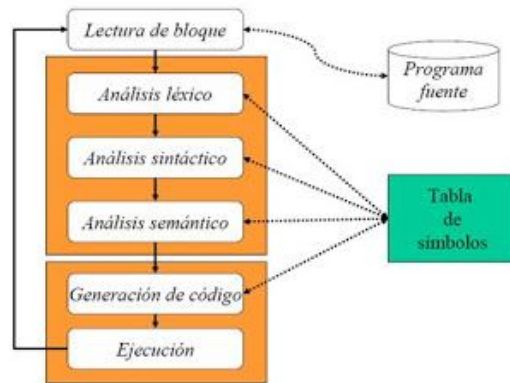 Lectura de bloque
Programa
fuente
Análisis léxico
Análisis sintáctico
Análisis semántico
Tabla
de
símbolos
Generación de código
Ejecución